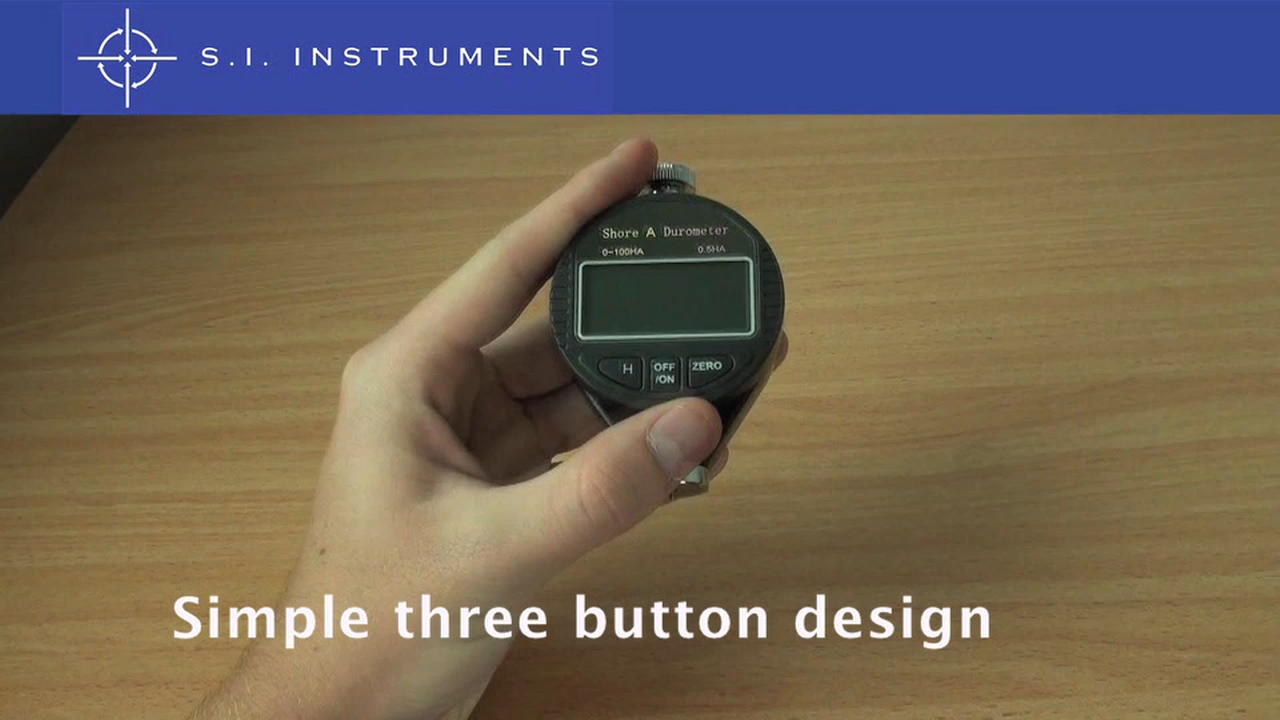 S.I. INSTRUMENTS
Shore A Durometer
0-100HA 0.5HA
H OFF /ON ZERO
Simple three button design